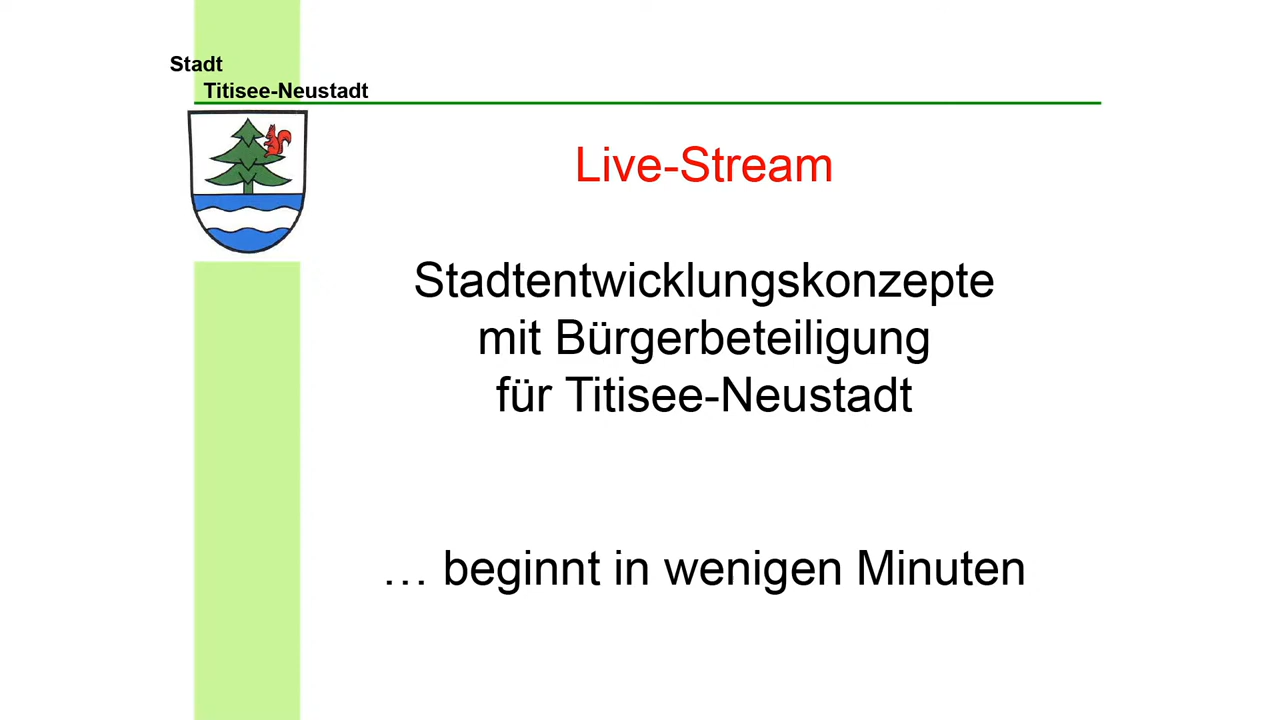 Stadt
Titisee-Neustadt
Live-Stream
Stadtentwicklungskonzepte
mit Bürgerbeteiligung
für Titisee-Neustadt
… beginnt in wenigen Minuten